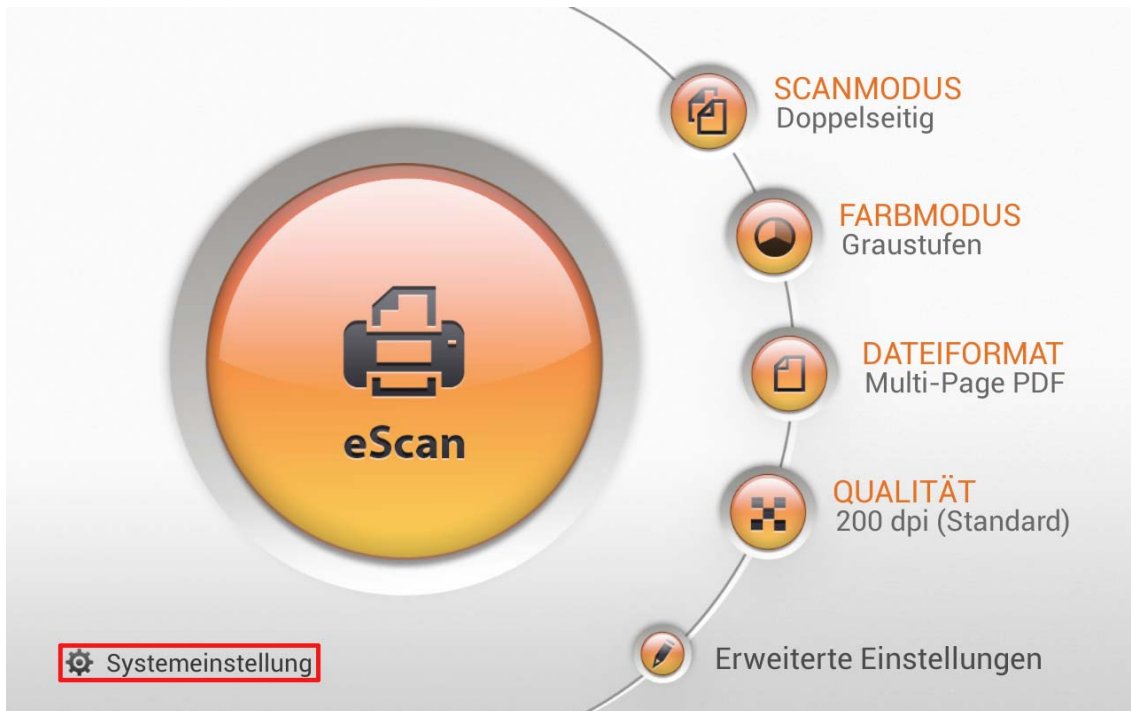 SCANMODUS
Doppelseitig
FARBMODUS
Graustufen
DATEIFORMAT
Multi-Page PDF
eScan
QUALITÄT
200 dpi (Standard)
Systemeinstellung
Erweiterte Einstellungen